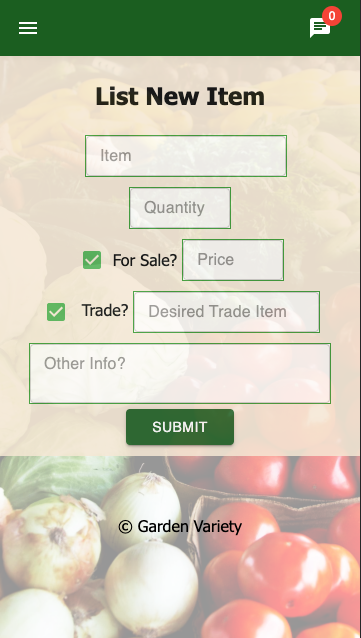 0
List New Item
Item
Quantity
For Sale? Price
Trade? Desired Trade Item
Other Info?
SUBMIT
© Garden Variety